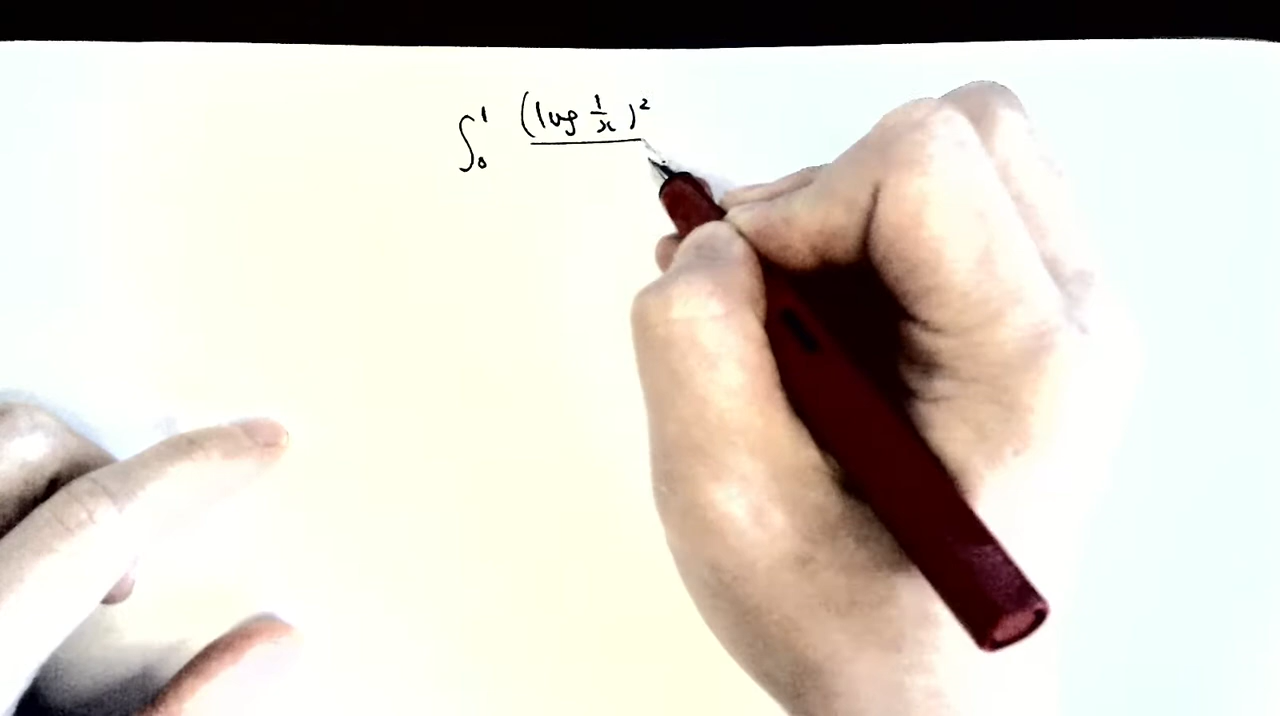 ∫₀¹ (log 1/x)²